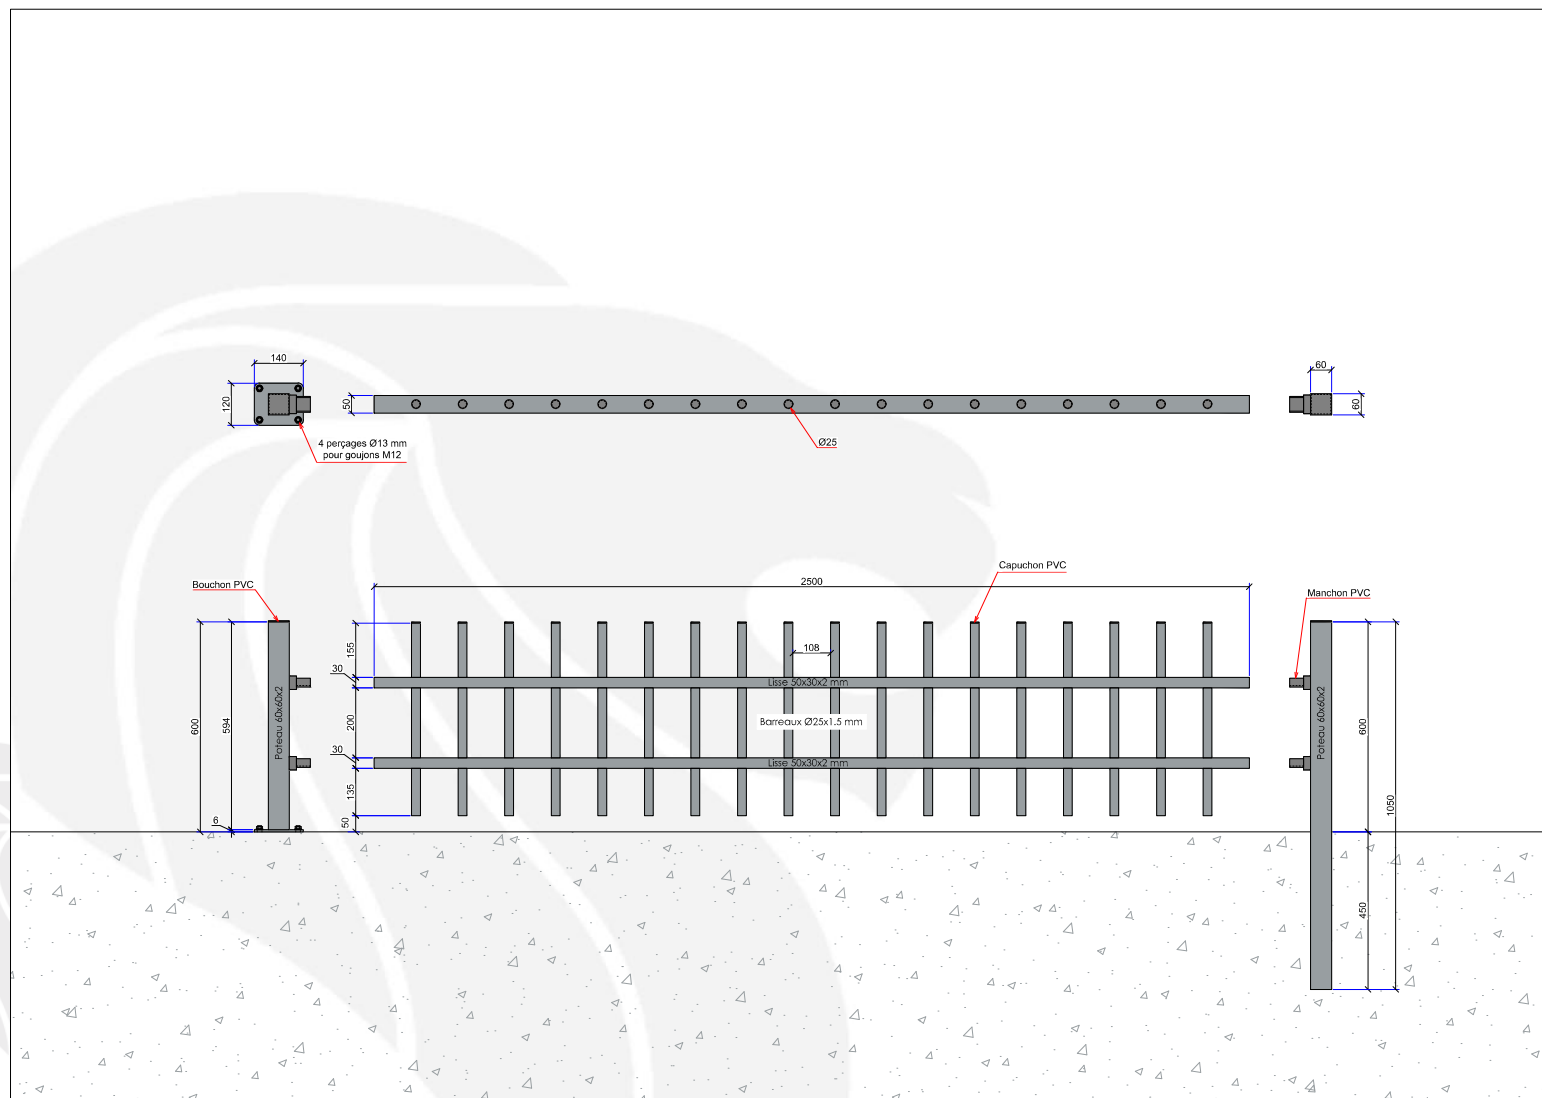 140
60
120
50
60
4 perçages Ø13 mm
pour goujons M12
Ø25
Bouchon PVC
2500
Capuchon PVC
Manchon PVC
155
108
30
Lisse 50x30x2 mm
600
594
Poteau 60x60x2
200
Barreaux Ø25x1.5 mm
Poteau 60x60x2
600
30
Lisse 50x30x2 mm
135
1050
6
50
450